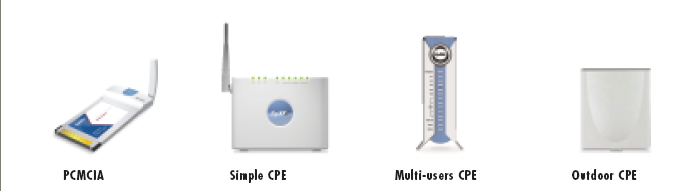 PCMCIA
Simple CPE
Multi-users CPE
Outdoor CPE